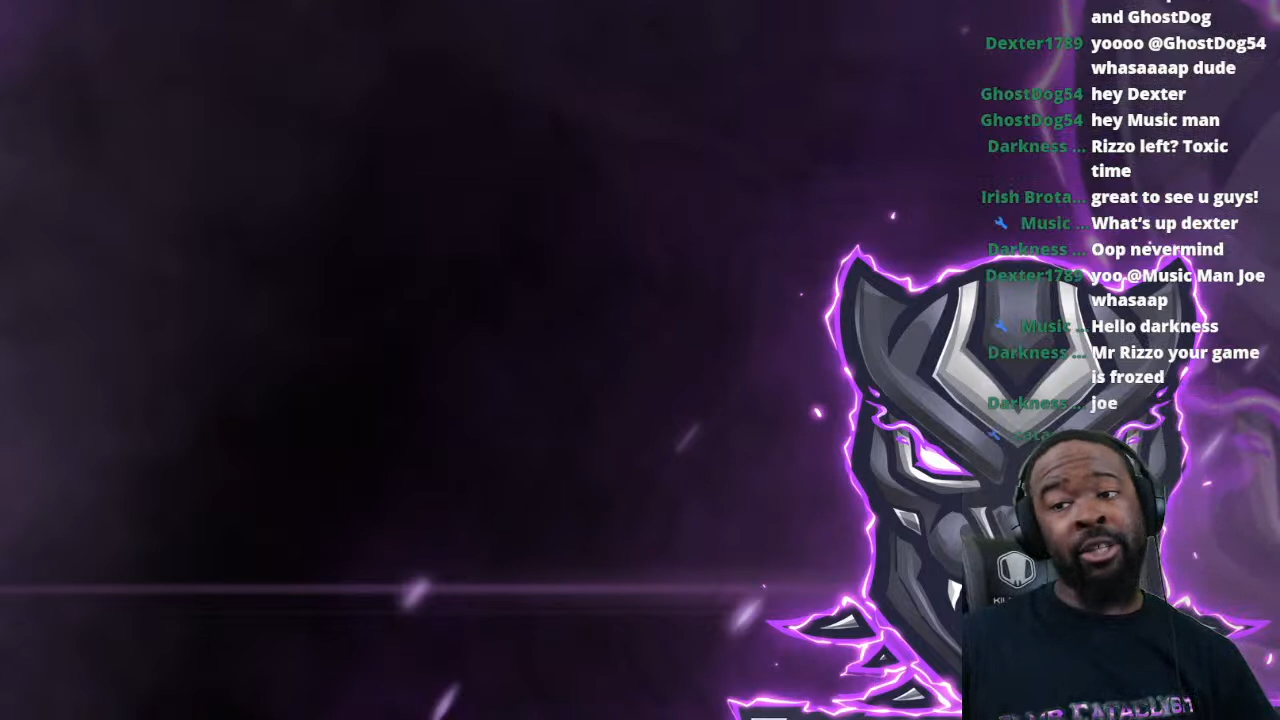 and GhostDog
Dexter1789 yoooo @GhostDog54
whasaaaap dude
GhostDog54 hey Dexter
GhostDog54 hey Music man
Darkness ... Rizzo left? Toxic
time
Irish Brota... great to see u guys!
Music ... What's up dexter
Darkness ... Oop nevermind
Dexter1789 yoo @Music Man Joe
whasaap
Music ... Hello darkness
Darkness ... Mr Rizzo your game
is frozed
Darkness ... joe
CATACLYSM